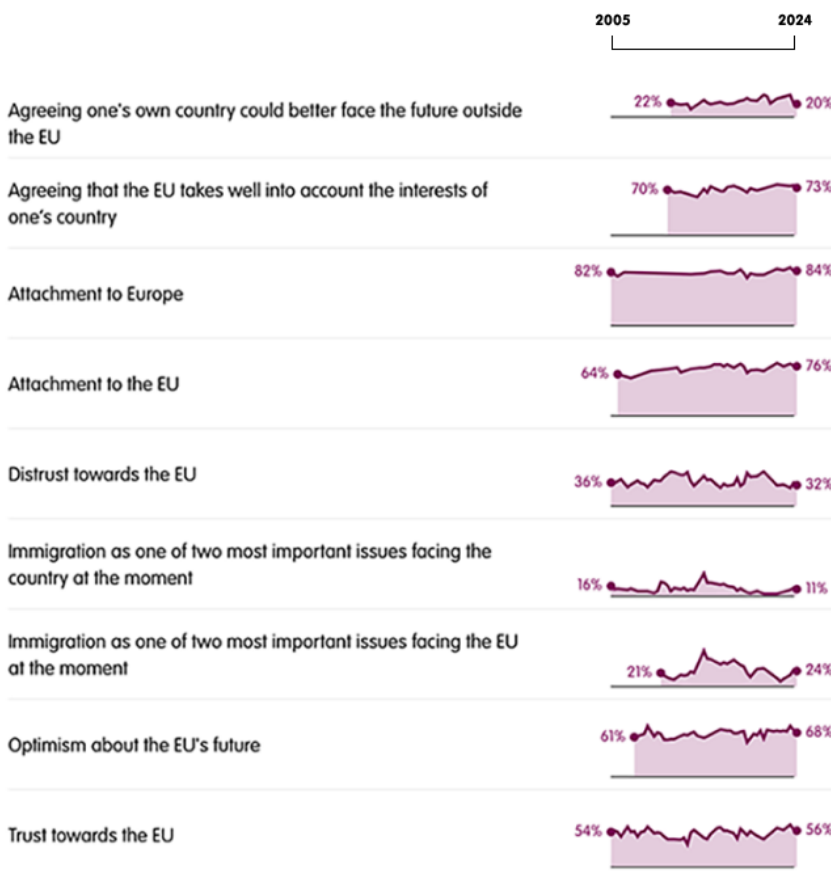 2005 2024
22% 20%
Agreeing one's own country could better face the future outside
the EU
Agreeing that the EU takes well into account the interests of
70% 73%
one's country
82% 84%
Attachment to Europe
64% 76%
Attachment to the EU
Distrust towards the EU
36% 32%
Immigration as one of two most important issues facing the
country at the moment
16% 11%
Immigration as one of two most important issues facing the EU
at the moment
21% 24%
61% 68%
Optimism about the EU's future
54% 56%
Trust towards the EU